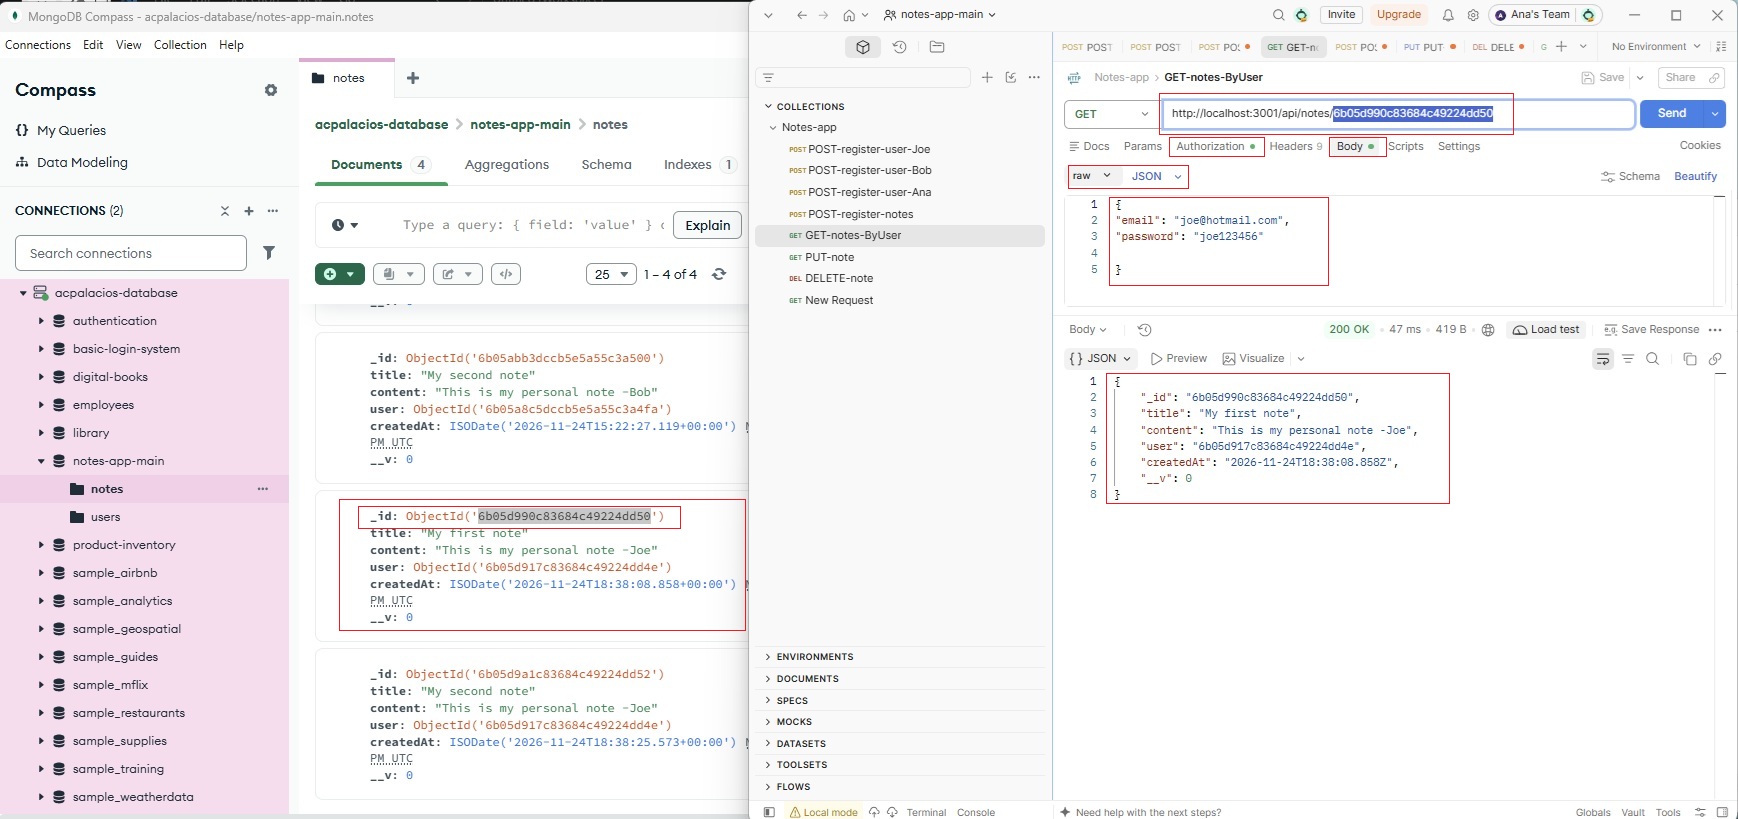 MongoDB Compass - acpalacios-database/notes-app-main.notes
Connections Edit View Collection Help
Compass
My Queries
Data Modeling
CONNECTIONS (2)
Search connections
acpalacios-database
authentication
basic-login-system
digital-books
employees
library
notes-app-main
notes
users
product-inventory
sample_airbnb
sample_analytics
sample_geospatial
sample_guides
sample_mflix
sample_restaurants
sample_supplies
sample_training
sample_weatherdata
notes
acpalacios-database > notes-app-main > notes
Documents 4 Aggregations Schema Indexes 1
Type a query: { field: 'value' } o
Explain
25 1 – 4 of 4
_id: ObjectId('6b05abb3dccb5e5a55c3a500')
title: "My second note"
content: "This is my personal note -Bob"
user: ObjectId('6b05a8c5dccb5e5a55c3a4fa')
createdAt: ISODate('2026-11-24T15:22:27.119+00:00')
PM UTC
__v: 0
_id: ObjectId('6b05d990c83684c49224dd50')
title: "My first note"
content: "This is my personal note -Joe"
user: ObjectId('6b05d917c83684c49224dd4e')
createdAt: ISODate('2026-11-24T18:38:08.858+00:00')
PM UTC
__v: 0
_id: ObjectId('6b05d9a1c83684c49224dd52')
title: "My second note"
content: "This is my personal note -Joe"
user: ObjectId('6b05d917c83684c49224dd4e')
createdAt: ISODate('2026-11-24T18:38:25.573+00:00')
PM UTC
__v: 0
notes-app-main
Invite Upgrade Ana's Team
COLLECTIONS
Notes-app
POST POST-register-user-Joe
POST POST-register-user-Bob
POST POST-register-user-Ana
POST POST-register-notes
GET GET-notes-ByUser
GET PUT-note
DEL DELETE-note
GET New Request
ENVIRONMENTS
DOCUMENTS
SPECS
MOCKS
DATASETS
TOOLSETS
FLOWS
POST POST POST POST POST POS GET GET-n POST POS PUT PUT- DEL DELE G No Environment
Notes-app > GET-notes-ByUser
Save Share
GET http://localhost:3001/api/notes/6b05d990c83684c49224dd50 Send
Docs Params Authorization Headers 9 Body Scripts Settings Cookies
raw JSON Schema Beautify
1 {
2 "email": "joe@hotmail.com",
3 "password": "joe123456"
4
5 }
Body 200 OK 47 ms 419 B Load test Save Response
{ } JSON Preview Visualize
1 {
2 "_id": "6b05d990c83684c49224dd50",
3 "title": "My first note",
4 "content": "This is my personal note -Joe",
5 "user": "6b05d917c83684c49224dd4e",
6 "createdAt": "2026-11-24T18:38:08.858Z",
7 "__v": 0
8 }
Local mode Terminal Console Need help with the next steps? Globals Vault Tools